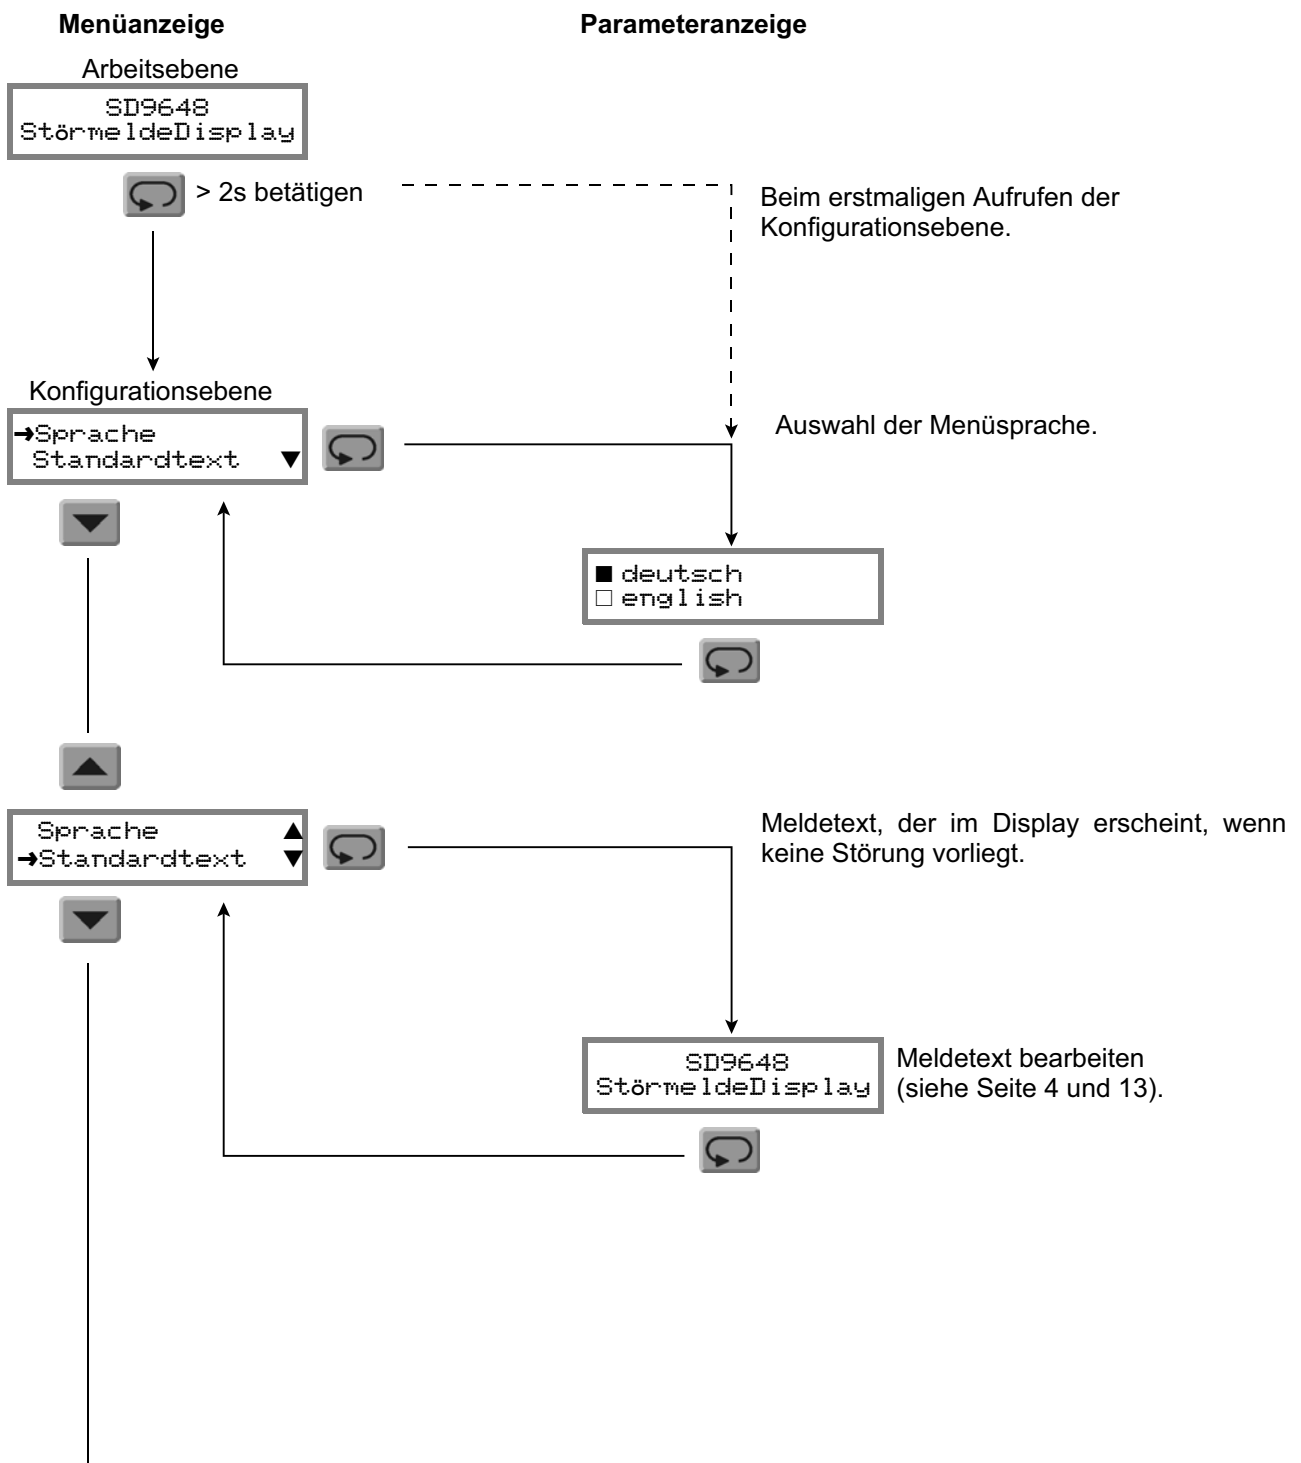 Menüanzeige
Parameteranzeige
Arbeitsebene
SD9648
StörmeldeDisplay
> 2s betätigen
Beim erstmaligen Aufrufen der
Konfigurationsebene.
Konfigurationsebene
➞Sprache
Standardtext ▼
Auswahl der Menüsprache.
■ deutsch
□ english
Sprache ▲
➞Standardtext ▼
Meldetext, der im Display erscheint, wenn
keine Störung vorliegt.
SD9648
StörmeldeDisplay
Meldetext bearbeiten
(siehe Seite 4 und 13).